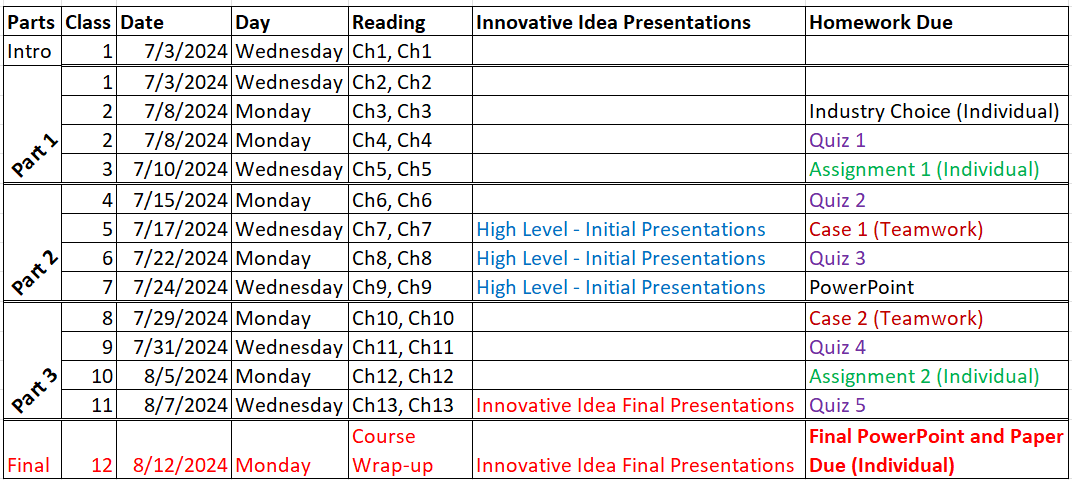 Parts Class Date Day Reading Innovative Idea Presentations Homework Due
Intro 1 7/3/2024 Wednesday Ch1, Ch1
Part 1
1 7/3/2024 Wednesday Ch2, Ch2
2 7/8/2024 Monday Ch3, Ch3 Industry Choice (Individual)
2 7/8/2024 Monday Ch4, Ch4 Quiz 1
3 7/10/2024 Wednesday Ch5, Ch5 Assignment 1 (Individual)
Part 2
4 7/15/2024 Monday Ch6, Ch6 Quiz 2
5 7/17/2024 Wednesday Ch7, Ch7 High Level - Initial Presentations Case 1 (Teamwork)
6 7/22/2024 Monday Ch8, Ch8 High Level - Initial Presentations Quiz 3
7 7/24/2024 Wednesday Ch9, Ch9 High Level - Initial Presentations PowerPoint
Part 3
8 7/29/2024 Monday Ch10, Ch10 Case 2 (Teamwork)
9 7/31/2024 Wednesday Ch11, Ch11 Quiz 4
10 8/5/2024 Monday Ch12, Ch12 Assignment 2 (Individual)
11 8/7/2024 Wednesday Ch13, Ch13 Innovative Idea Final Presentations Quiz 5
Course Final PowerPoint and Paper
Final 12 8/12/2024 Monday Wrap-up Innovative Idea Final Presentations Due (Individual)